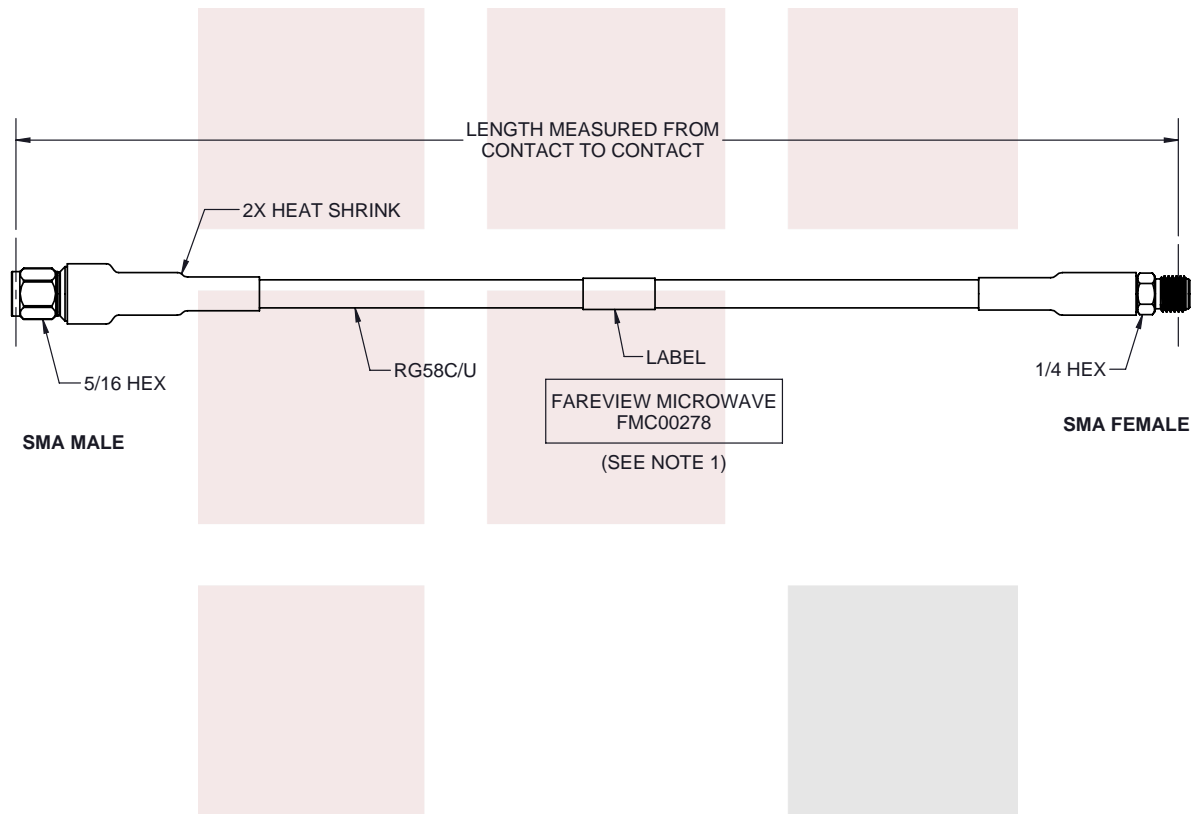 LENGTH MEASURED FROM
CONTACT TO CONTACT
2X HEAT SHRINK
5/16 HEX
RG58C/U
LABEL
1/4 HEX
FAREVIEW MICROWAVE
FMC00278
SMA MALE
SMA FEMALE
(SEE NOTE 1)